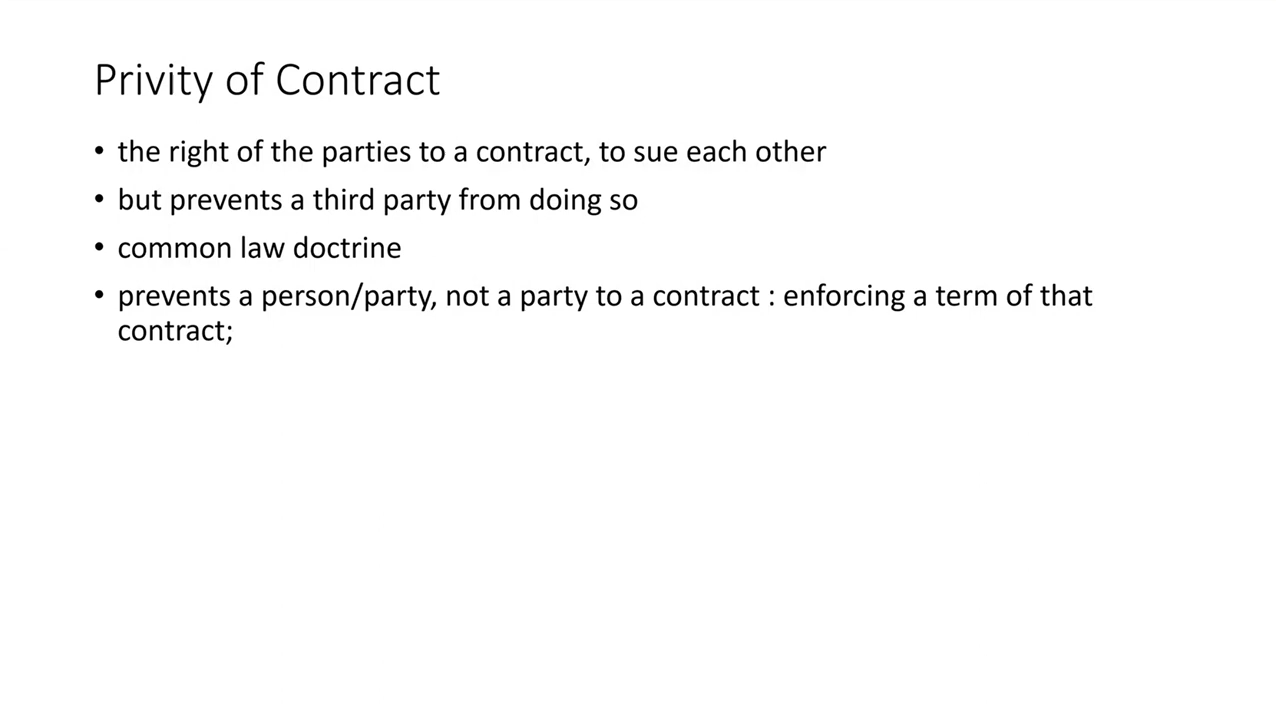 Privity of Contract
• the right of the parties to a contract, to sue each other
• but prevents a third party from doing so
• common law doctrine
• prevents a person/party, not a party to a contract : enforcing a term of that
contract;